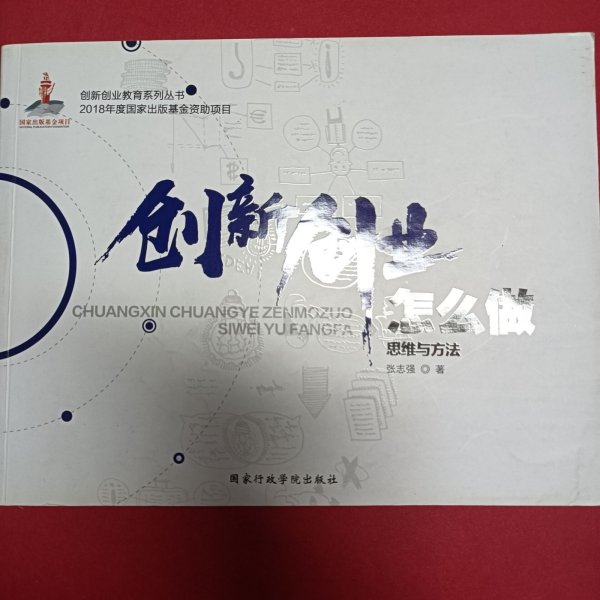 创新创业教育系列丛书
2018年度国家出版基金资助项目
国家出版基金项目
NATIONAL PUBLICATION FOUNDATION
创新创业
怎么做
CHUANGXIN CHUANGYE ZENMOZUO
SIWEI YU FANGFA
思维与方法
张志强 ◎ 著
国家行政学院出版社